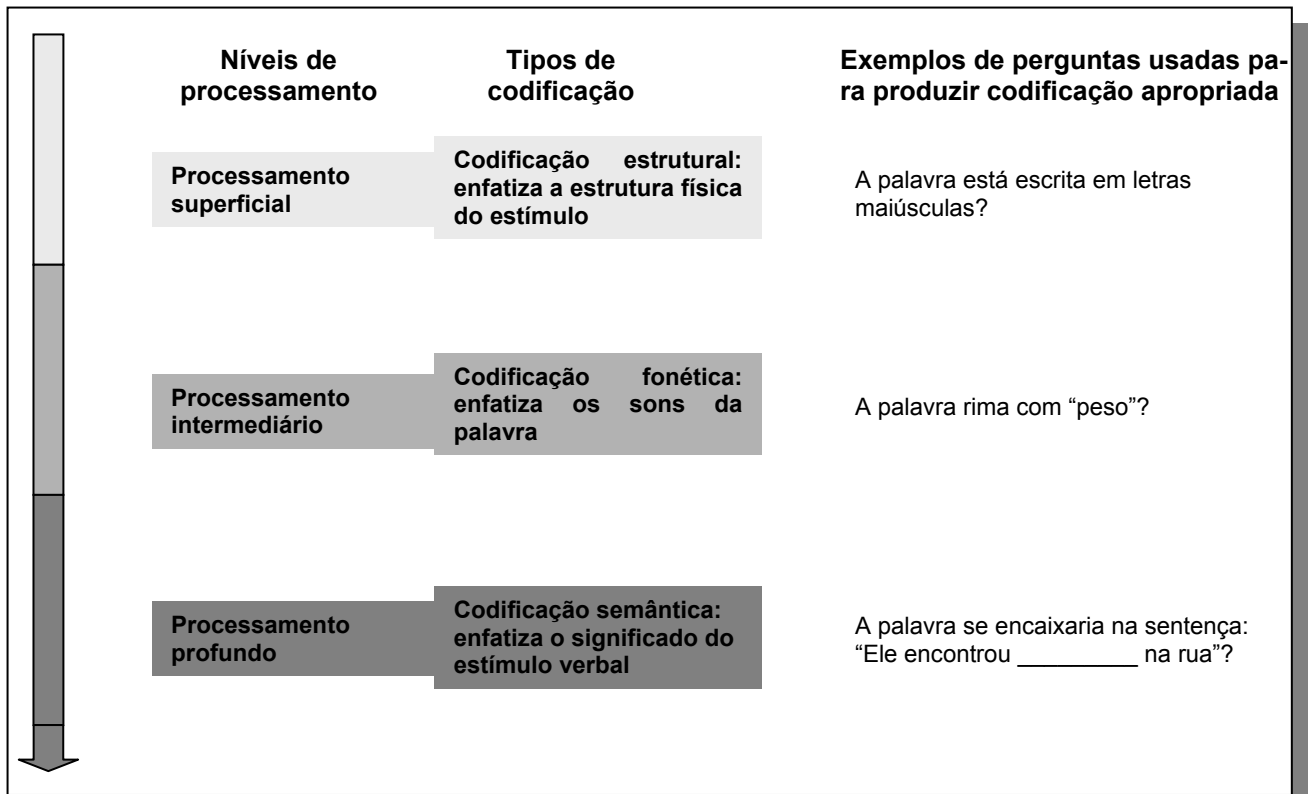 Níveis de
processamento
Tipos de
codificação
Exemplos de perguntas usadas pa-
ra produzir codificação apropriada
Processamento
superficial
Codificação estrutural:
enfatiza a estrutura física
do estímulo
A palavra está escrita em letras
maiúsculas?
Processamento
intermediário
Codificação fonética:
enfatiza os sons da
palavra
A palavra rima com “peso”?
Processamento
profundo
Codificação semântica:
enfatiza o significado do
estímulo verbal
A palavra se encaixaria na sentença:
“Ele encontrou _________ na rua”?